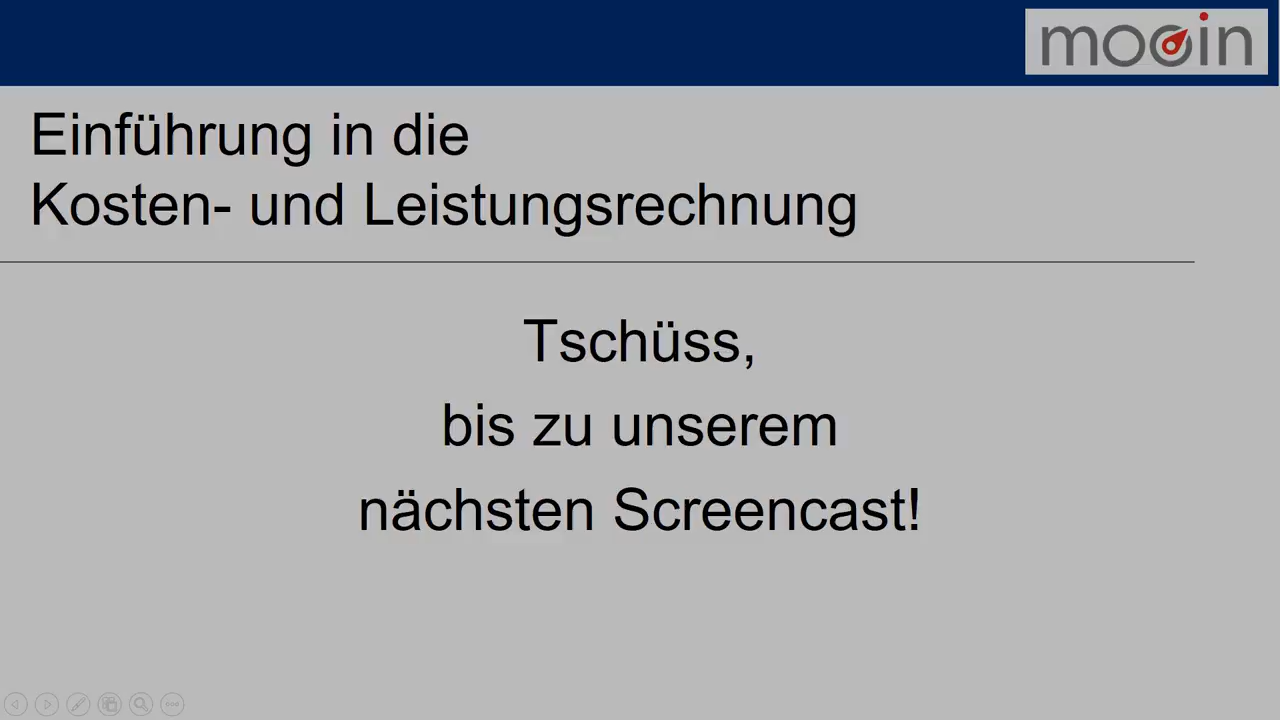 mooin
Einführung in die
Kosten- und Leistungsrechnung
Tschüss,
bis zu unserem
nächsten Screencast!